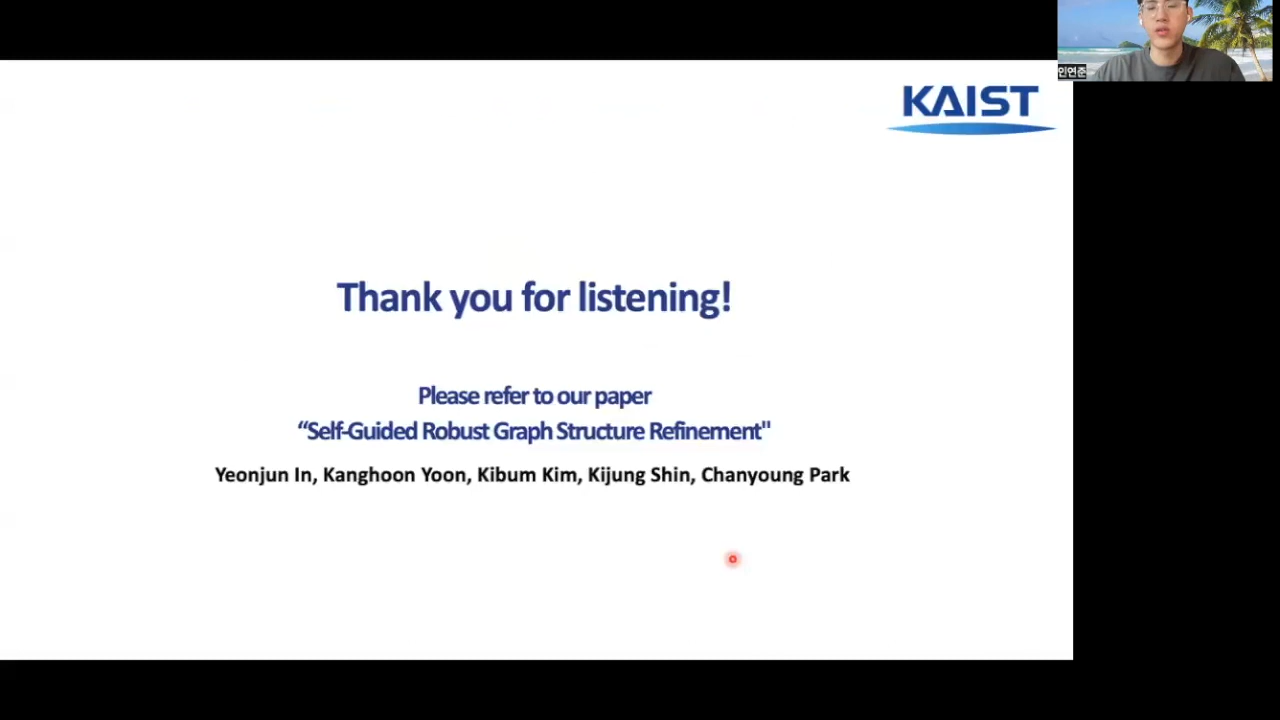 인연준
KAIST
Thank you for listening!
Please refer to our paper
“Self-Guided Robust Graph Structure Refinement"
Yeonjun In, Kanghoon Yoon, Kibum Kim, Kijung Shin, Chanyoung Park